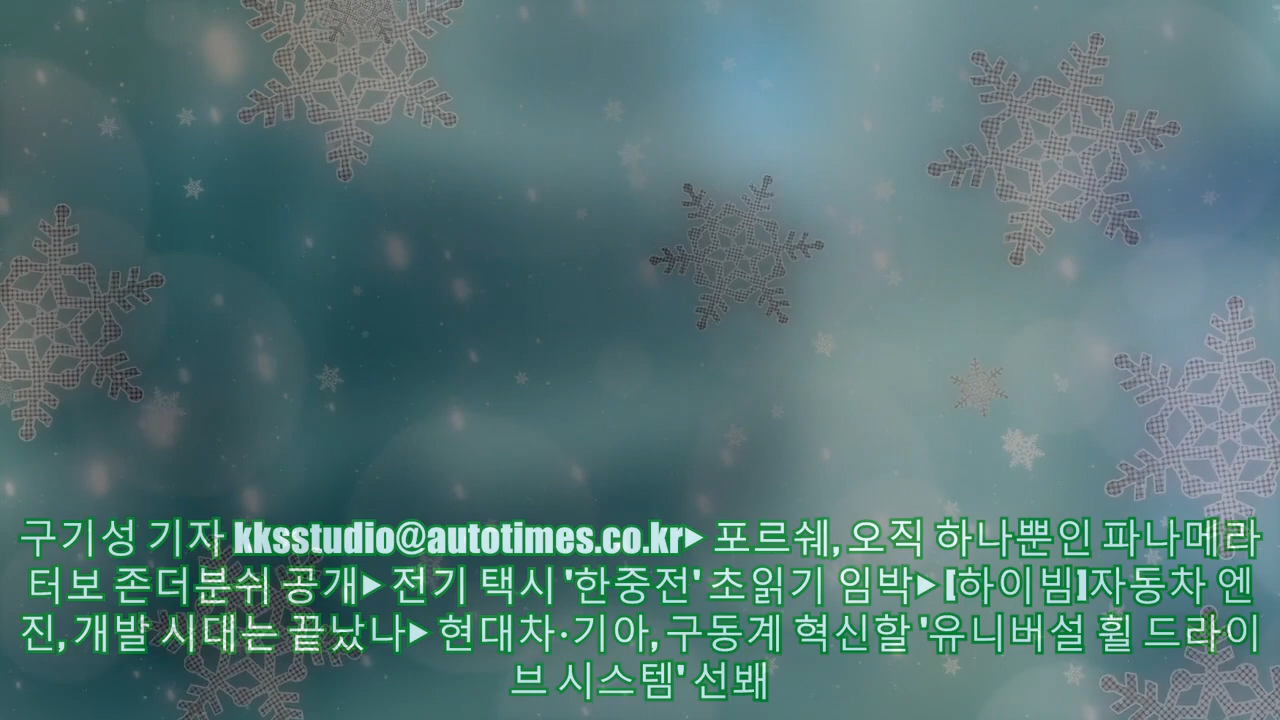 구기성 기자 kksstudio@autotimes.co.kr▶ 포르쉐, 오직 하나뿐인 파나메라
터보 존더분쉬 공개▶ 전기 택시 '한중전' 초읽기 임박▶ [하이빔]자동차 엔
진, 개발 시대는 끝났나▶ 현대차·기아, 구동계 혁신할 '유니버설 휠 드라이
브 시스템' 선봬